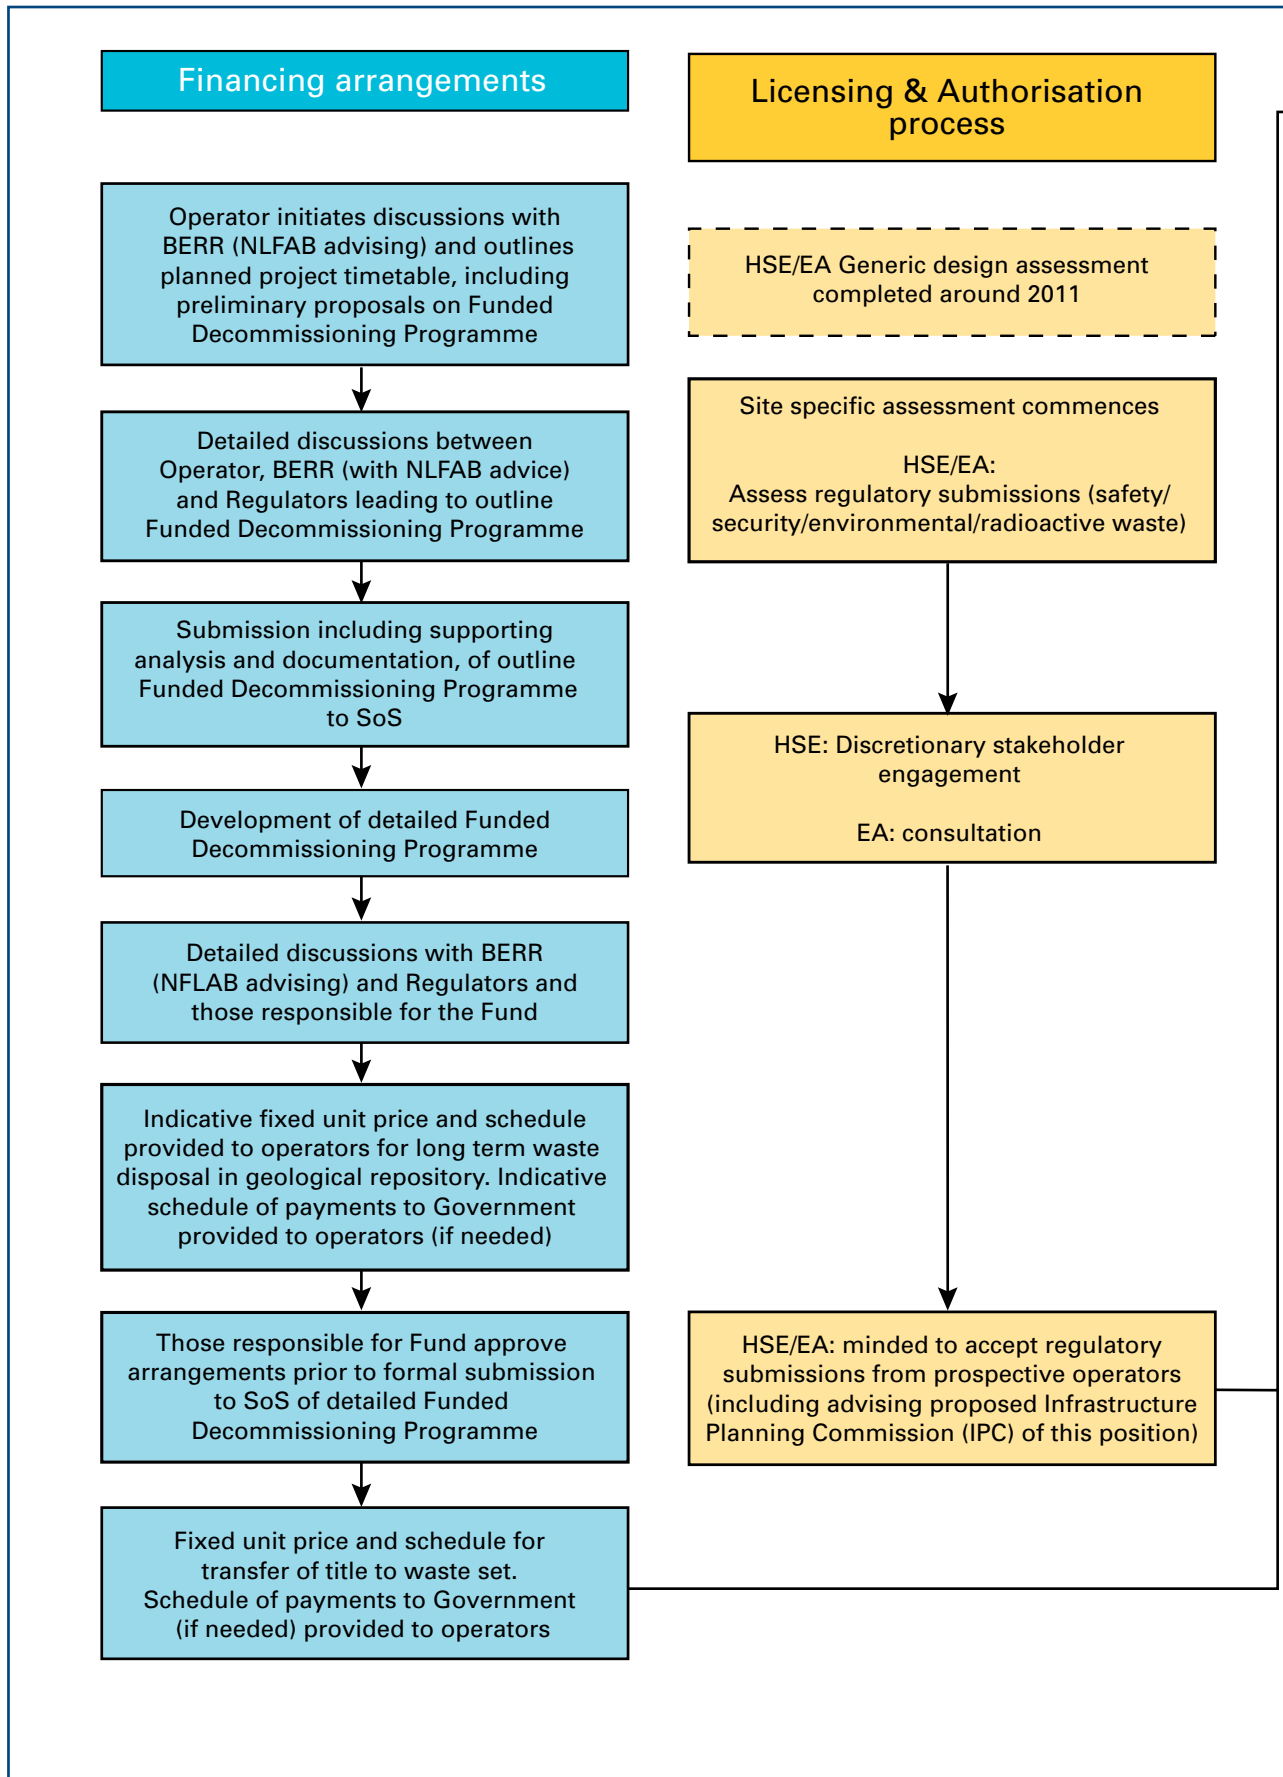 Financing arrangements
Operator initiates discussions with
BERR (NLFAB advising) and outlines
planned project timetable, including
preliminary proposals on Funded
Decommissioning Programme
Detailed discussions between
Operator, BERR (with NLFAB advice)
and Regulators leading to outline
Funded Decommissioning Programme
Submission including supporting
analysis and documentation, of outline
Funded Decommissioning Programme
to SoS
Development of detailed Funded
Decommissioning Programme
Detailed discussions with BERR
(NFLAB advising) and Regulators and
those responsible for the Fund
Indicative fixed unit price and schedule
provided to operators for long term waste
disposal in geological repository. Indicative
schedule of payments to Government
provided to operators (if needed)
Those responsible for Fund approve
arrangements prior to formal submission
to SoS of detailed Funded
Decommissioning Programme
Fixed unit price and schedule for
transfer of title to waste set.
Schedule of payments to Government
(if needed) provided to operators
Licensing & Authorisation
process
HSE/EA Generic design assessment
completed around 2011
Site specific assessment commences
HSE/EA:
Assess regulatory submissions (safety/
security/environmental/radioactive waste)
HSE: Discretionary stakeholder
engagement
EA: consultation
HSE/EA: minded to accept regulatory
submissions from prospective operators
(including advising proposed Infrastructure
Planning Commission (IPC) of this position)